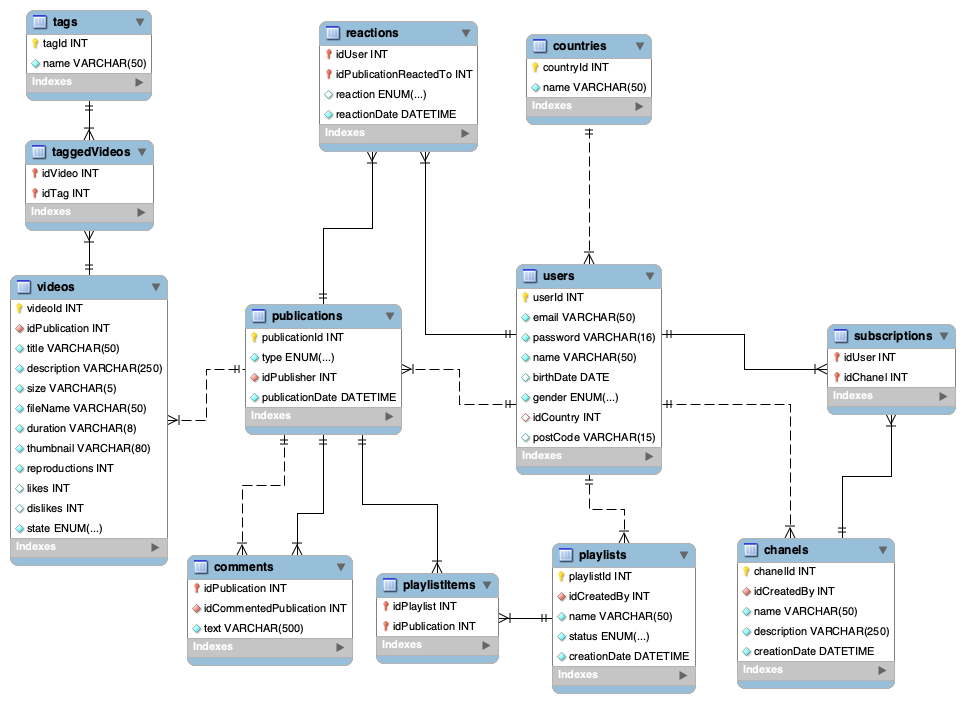 tags
tagId INT
name VARCHAR(50)
Indexes
reactions
idUser INT
idPublicationReactedTo INT
reaction ENUM(...)
reactionDate DATETIME
Indexes
countries
countryId INT
name VARCHAR(50)
Indexes
taggedVideos
idVideo INT
idTag INT
Indexes
videos
videoId INT
idPublication INT
title VARCHAR(50)
description VARCHAR(250)
size VARCHAR(5)
fileName VARCHAR(50)
duration VARCHAR(8)
thumbnail VARCHAR(80)
reproductions INT
likes INT
dislikes INT
state ENUM(...)
Indexes
publications
publicationId INT
type ENUM(...)
idPublisher INT
publicationDate DATETIME
Indexes
users
userId INT
email VARCHAR(50)
password VARCHAR(16)
name VARCHAR(50)
birthDate DATE
gender ENUM(...)
idCountry INT
postCode VARCHAR(15)
Indexes
subscriptions
idUser INT
idChanel INT
Indexes
comments
idPublication INT
idCommentedPublication INT
text VARCHAR(500)
Indexes
playlistItems
idPlaylist INT
idPublication INT
Indexes
playlists
playlistId INT
idCreatedBy INT
name VARCHAR(50)
status ENUM(...)
creationDate DATETIME
Indexes
chanels
chanelId INT
idCreatedBy INT
name VARCHAR(50)
description VARCHAR(250)
creationDate DATETIME
Indexes